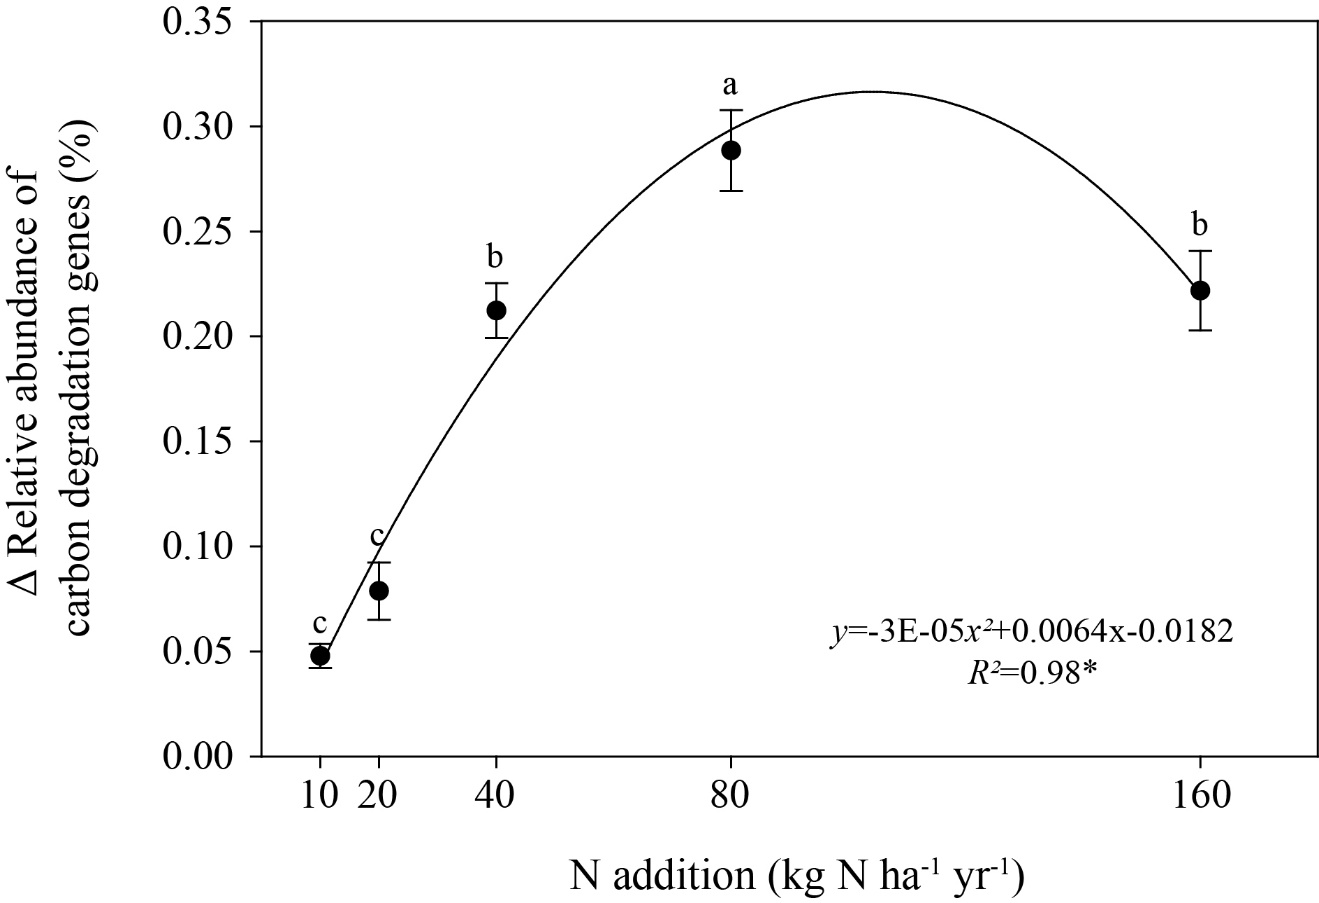 0.35
0.30
0.25
0.20
0.15
0.10
0.05
0.00
Δ Relative abundance of
carbon degradation genes (%)
a
b
b
c
c
y=-3E-05x²+0.0064x-0.0182
R²=0.98*
10 20 40 80 160
N addition (kg N ha⁻¹ yr⁻¹)